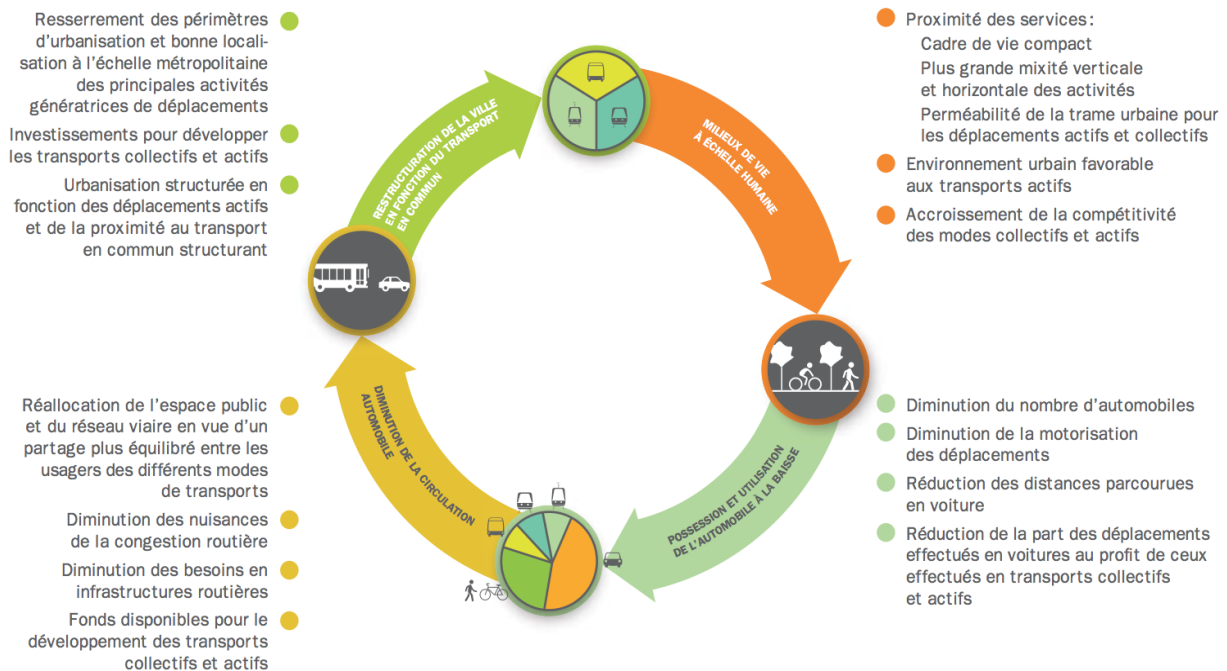 Resserrement des périmètres
d’urbanisation et bonne locali-
sation à l’échelle métropolitaine
des principales activités
génératrices de déplacements
Investissements pour développer
les transports collectifs et actifs
Urbanisation structurée en
fonction des déplacements actifs
et de la proximité au transport
en commun structurant
RESTRUCTURATION DE LA VILLE
EN FONCTION DU TRANSPORT
EN COMMUN
MILIEUX DE VIE
À ÉCHELLE HUMAINE
Proximité des services :
Cadre de vie compact
Plus grande mixité verticale
et horizontale des activités
Perméabilité de la trame urbaine pour
les déplacements actifs et collectifs
Environnement urbain favorable
aux transports actifs
Accroissement de la compétitivité
des modes collectifs et actifs
Réallocation de l’espace public
et du réseau viaire en vue d’un
partage plus équilibré entre les
usagers des différents modes
de transports
Diminution des nuisances
de la congestion routière
Diminution des besoins en
infrastructures routières
Fonds disponibles pour le
développement des transports
collectifs et actifs
DIMINUTION DE LA CIRCULATION
AUTOMOBILE
POSSESSION ET UTILISATION
DE L’AUTOMOBILE À LA BAISSE
Diminution du nombre d’automobiles
Diminution de la motorisation
des déplacements
Réduction des distances parcourues
en voiture
Réduction de la part des déplacements
effectués en voitures au profit de ceux
effectués en transports collectifs
et actifs